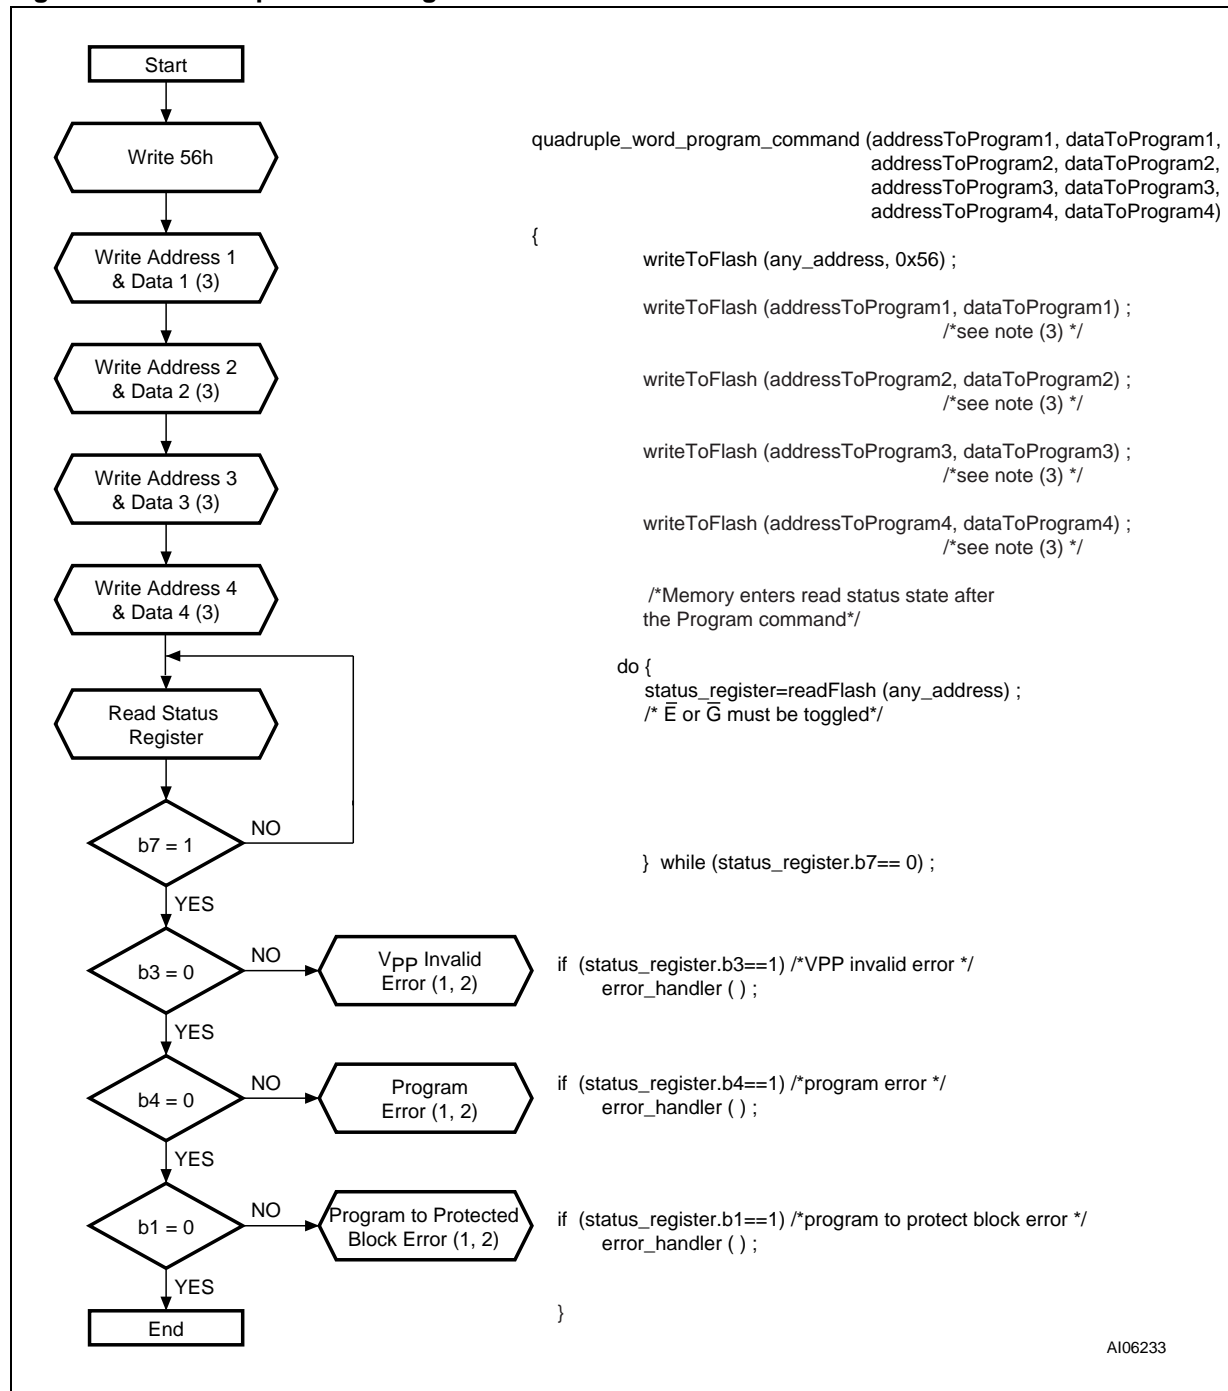 Start
Write 56h
Write Address 1
& Data 1 (3)
Write Address 2
& Data 2 (3)
Write Address 3
& Data 3 (3)
Write Address 4
& Data 4 (3)
Read Status
Register
b7 = 1
NO
YES
b3 = 0
NO
VPP Invalid
Error (1, 2)
YES
b4 = 0
NO
Program
Error (1, 2)
YES
b1 = 0
NO
Program to Protected
Block Error (1, 2)
YES
End
quadruple_word_program_command (addressToProgram1, dataToProgram1,
addressToProgram2, dataToProgram2,
addressToProgram3, dataToProgram3,
addressToProgram4, dataToProgram4)
{
writeToFlash (any_address, 0x56) ;
writeToFlash (addressToProgram1, dataToProgram1) ;
/*see note (3) */
writeToFlash (addressToProgram2, dataToProgram2) ;
/*see note (3) */
writeToFlash (addressToProgram3, dataToProgram3) ;
/*see note (3) */
writeToFlash (addressToProgram4, dataToProgram4) ;
/*see note (3) */
/*Memory enters read status state after
the Program command*/
do {
status_register=readFlash (any_address) ;
/* E̅ or G̅ must be toggled*/
} while (status_register.b7== 0) ;
if (status_register.b3==1) /*VPP invalid error */
error_handler ( ) ;
if (status_register.b4==1) /*program error */
error_handler ( ) ;
if (status_register.b1==1) /*program to protect block error */
error_handler ( ) ;
}
AI06233